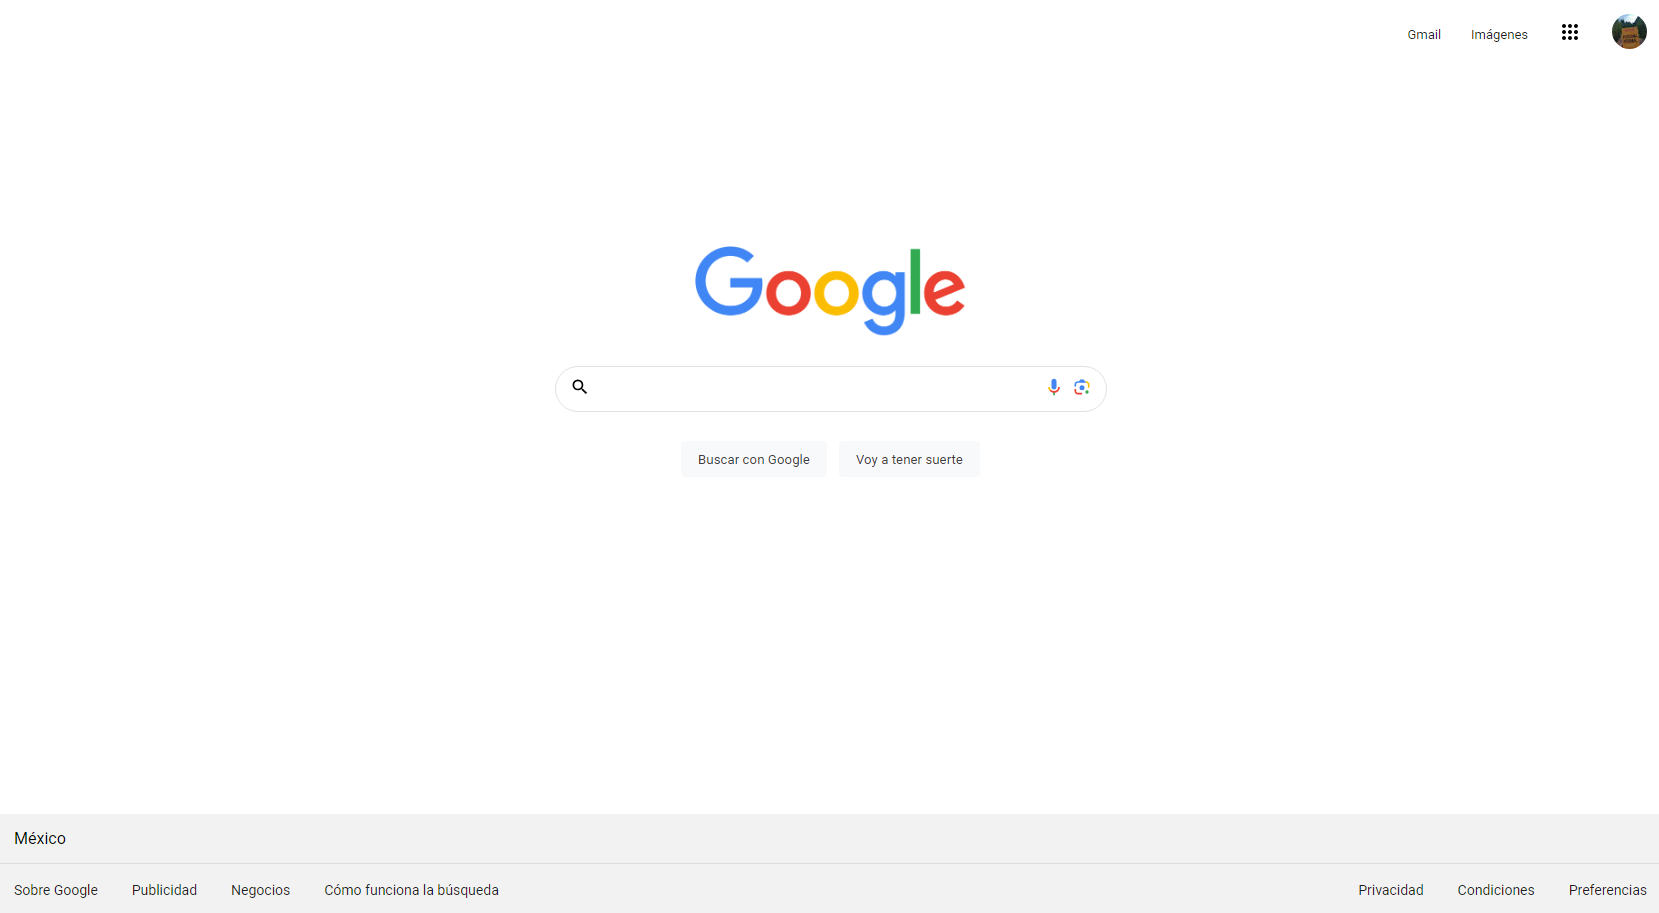 Gmail Imágenes
Google
Buscar con Google Voy a tener suerte
México
Sobre Google Publicidad Negocios Cómo funciona la búsqueda Privacidad Condiciones Preferencias